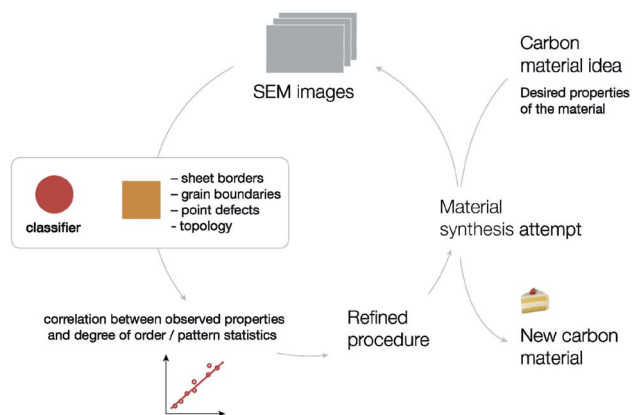 SEM images
Carbon
material idea
Desired properties
of the material
classifier
– sheet borders
– grain boundaries
– point defects
- topology
Material
synthesis attempt
correlation between observed properties
and degree of order / pattern statistics
Refined
procedure
New carbon
material